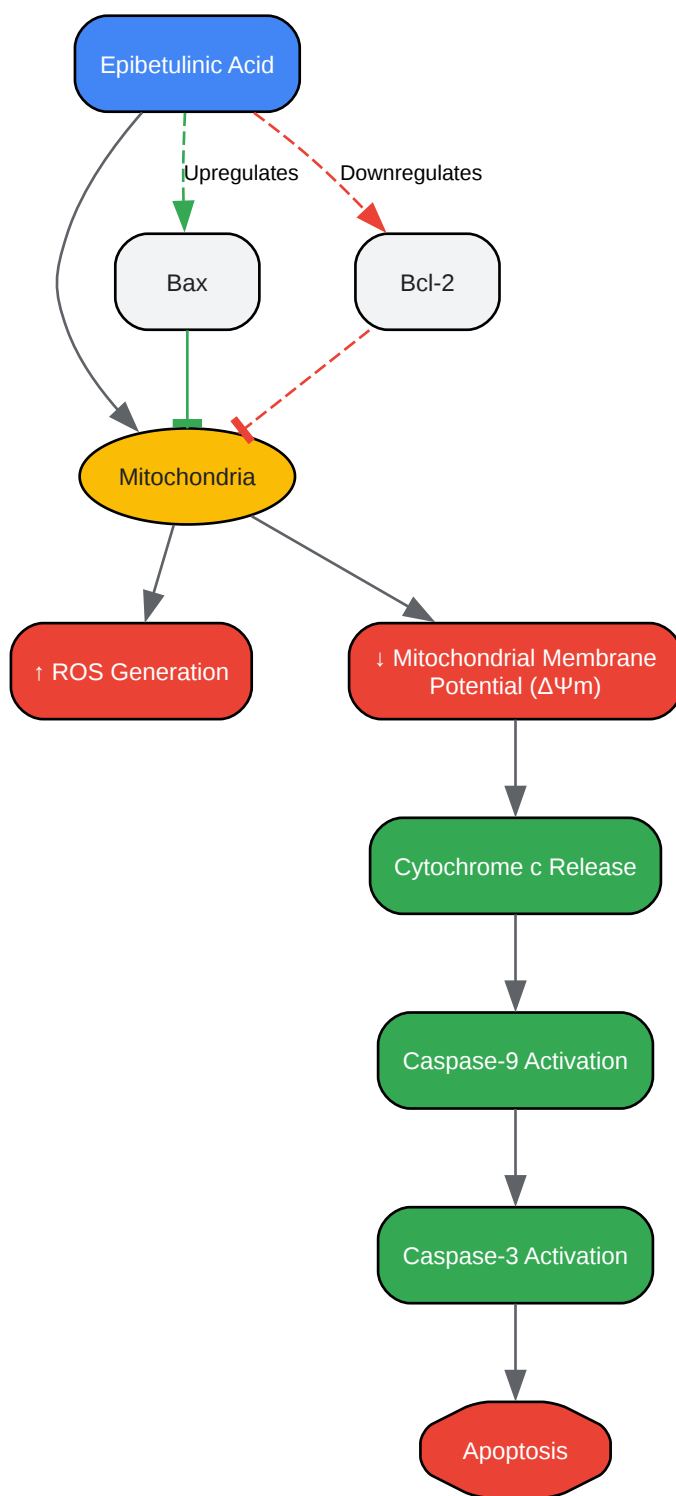 Epibetulinic Acid
Upregulates
Downregulates
Bax
Bcl-2
Mitochondria
↑ ROS Generation
↓ Mitochondrial Membrane
Potential (ΔΨm)
Cytochrome c Release
Caspase-9 Activation
Caspase-3 Activation
Apoptosis